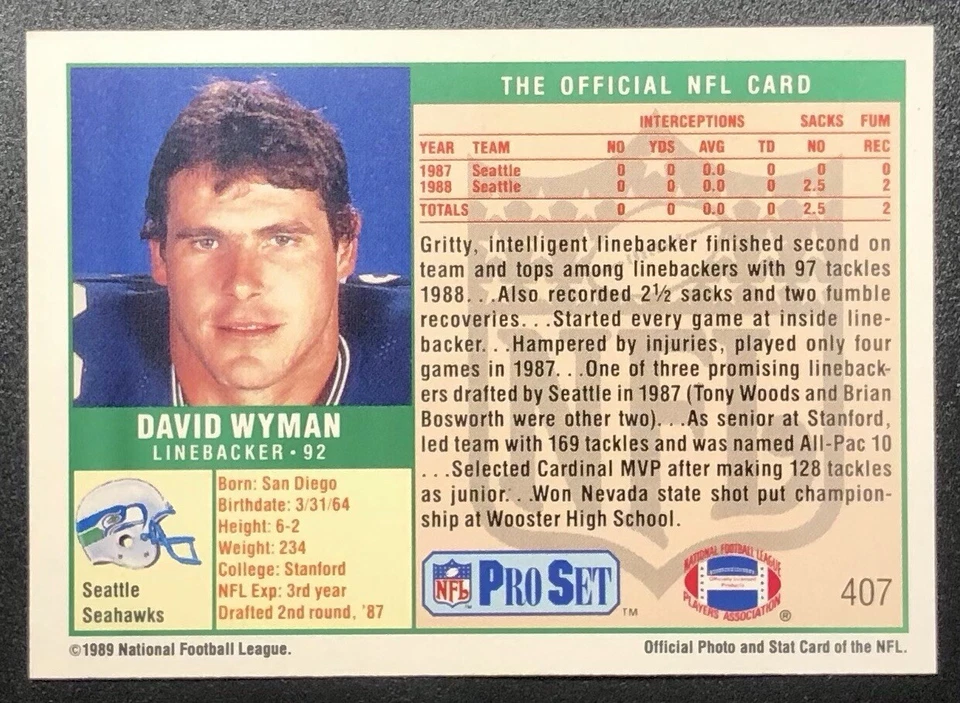 THE OFFICIAL NFL CARD
INTERCEPTIONS SACKS FUM
YEAR TEAM NO YDS AVG TD NO REC
1987 Seattle 0 0 0.0 0 0 0
1988 Seattle 0 0 0.0 0 2.5 2
TOTALS 0 0 0.0 0 2.5 2
Gritty, intelligent linebacker finished second on
team and tops among linebackers with 97 tackles
1988. . .Also recorded 2½ sacks and two fumble
recoveries. . .Started every game at inside line-
backer. . .Hampered by injuries, played only four
games in 1987. . .One of three promising lineback-
ers drafted by Seattle in 1987 (Tony Woods and Brian
Bosworth were other two). . .As senior at Stanford,
led team with 169 tackles and was named All-Pac 10
. . .Selected Cardinal MVP after making 128 tackles
as junior. . .Won Nevada state shot put champion-
ship at Wooster High School.
DAVID WYMAN
LINEBACKER • 92
Seattle
Seahawks
Born: San Diego
Birthdate: 3/31/64
Height: 6-2
Weight: 234
College: Stanford
NFL Exp: 3rd year
Drafted 2nd round, '87
NFL PRO SET ™
NATIONAL FOOTBALL LEAGUE
Officially Licensed
Product
PLAYERS ASSOCIATION ®
407
©1989 National Football League.
Official Photo and Stat Card of the NFL.